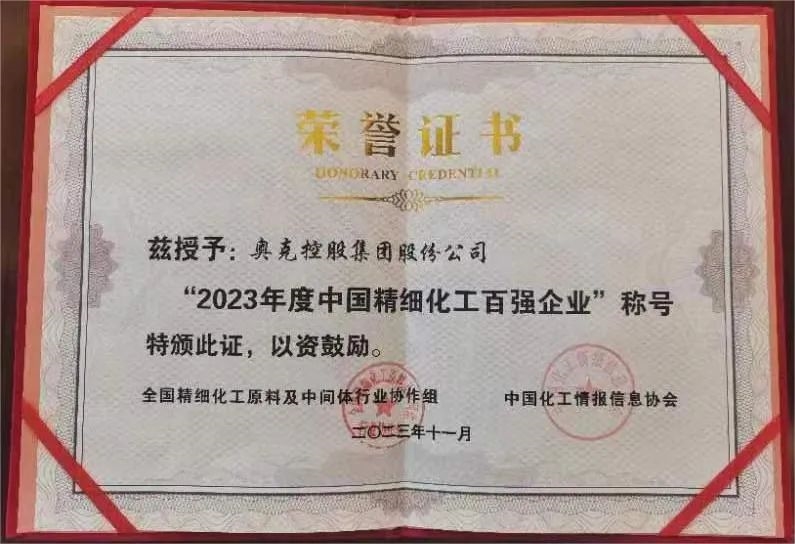 荣誉证书
HONORARY CREDENTIAL
兹授予：奥克控股集团股份公司
“2023年度中国精细化工百强企业”称号
特颁此证，以资鼓励。
全国精细化工原料及中间体行业协作组
中国化工情报信息协会
二〇二三年十一月